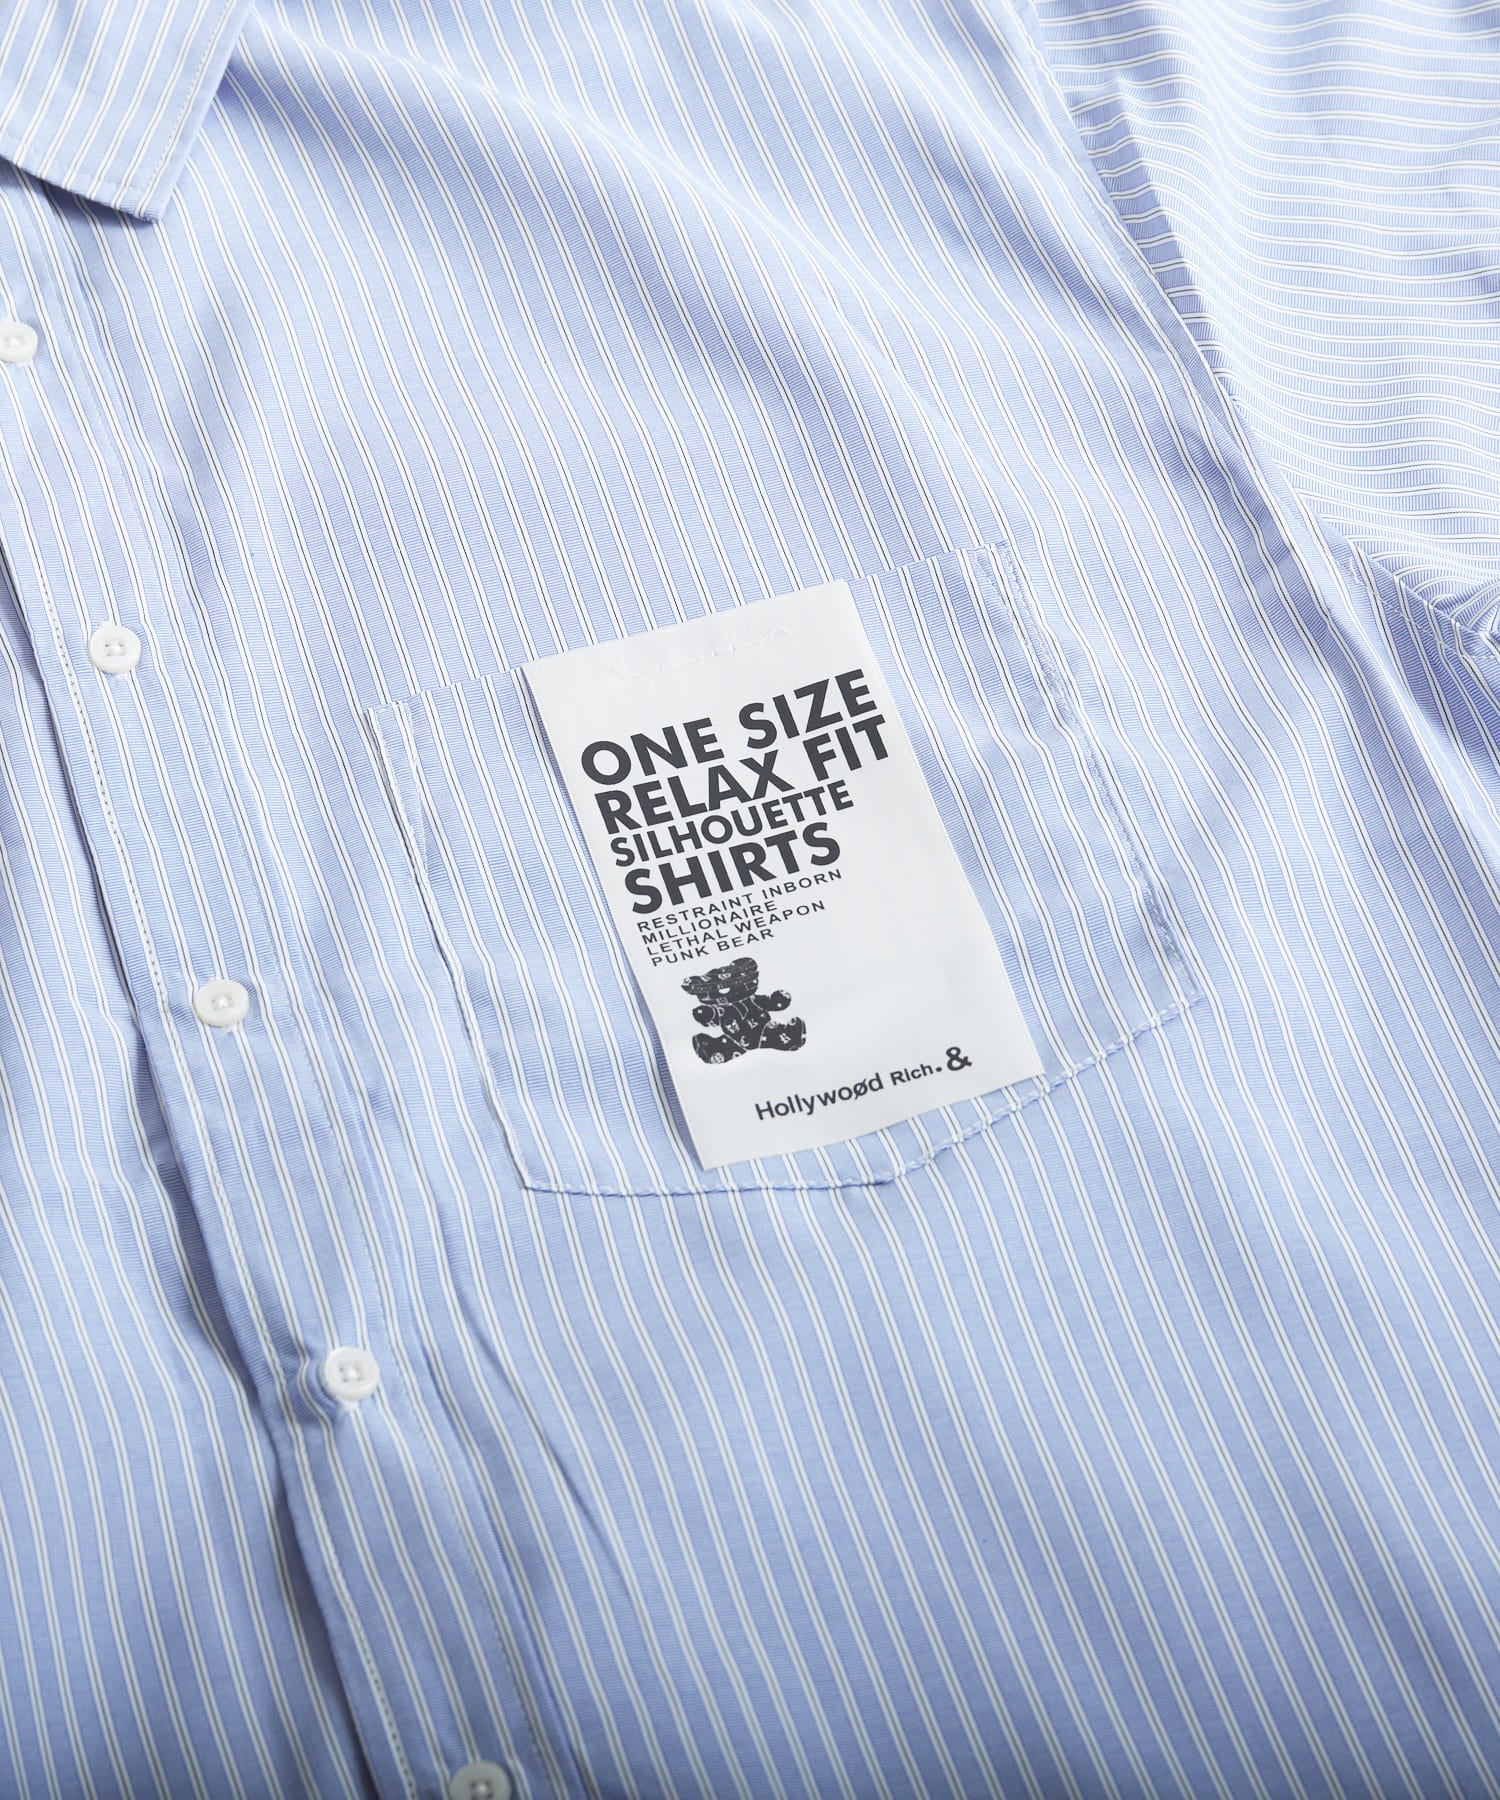 ONE SIZE
RELAX FIT
SILHOUETTE
SHIRTS
RESTRAINT INBORN
MILLIONAIRE
LETHAL WEAPON
PUNK BEAR
Hollywoød Rich.&